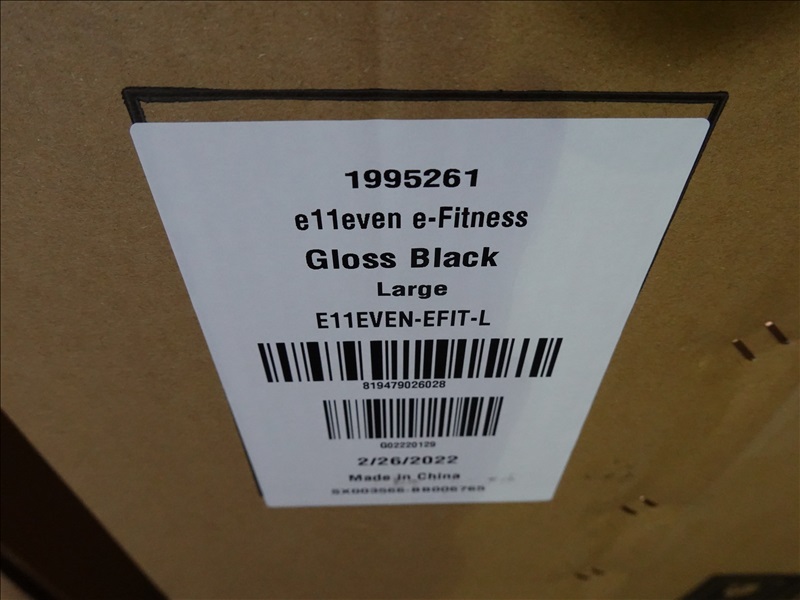 1995261
e11even e-Fitness
Gloss Black
Large
E11EVEN-EFIT-L
819479026028
G02220129
2/26/2022
Made in China